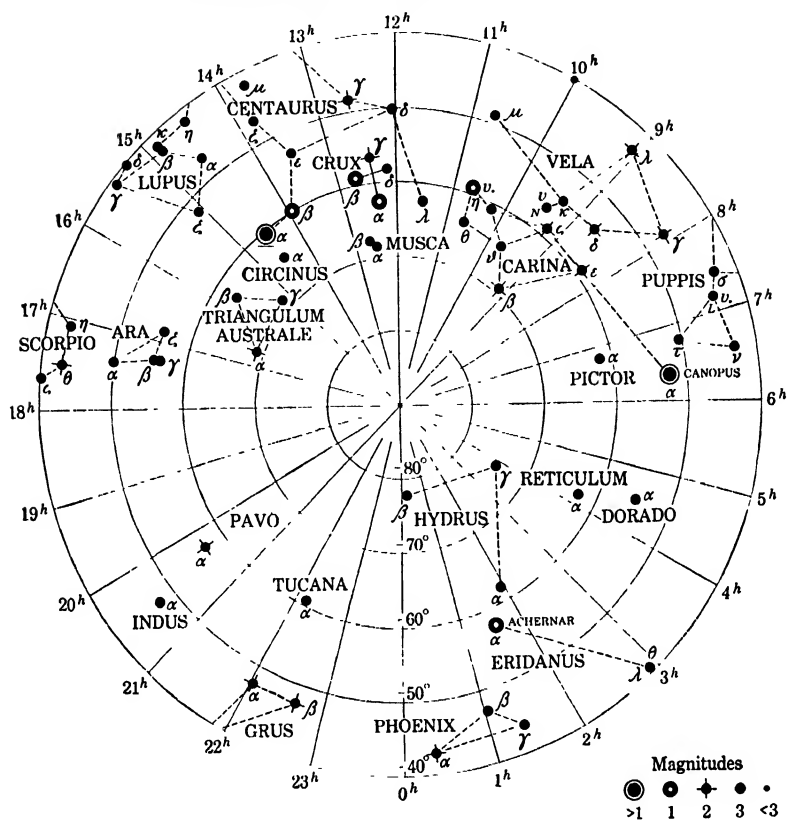 12ʰ
13ʰ
11ʰ
14ʰ
μ
γ
10ʰ
CENTAURUS
δ
μ
15ʰ
κ
η
ζ
9ʰ
δ
β
α
ε
CRUX
γ
VELA
λ
LUPUS
δ
η
υ.
υ
κ
γ
ξ
β
β
α
λ
θ
N
ς
δ
γ
8ʰ
16ʰ
α
β
α
MUSCA
ν
CARINA
ε
α
CIRCINUS
β
PUPPIS
σ
17ʰ
η
β
γ
ι
υ.
7ʰ
SCORPIO
ARA
ξ
TRIANGULUM
AUSTRALE
τ
ν
ς
θ
α
β
γ
α
PICTOR
α
CANOPUS
α
18ʰ
6ʰ
80°
γ
RETICULUM
19ʰ
β
HYDRUS
α
α
DORADO
5ʰ
PAVO
70°
α
TUCANA
α
α
4ʰ
20ʰ
INDUS
α
60°
ACHERNAR
α
ERIDANUS
θ
λ
3ʰ
21ʰ
α
50°
β
GRUS
β
PHOENIX
γ
2ʰ
22ʰ
40°
α
23ʰ
0ʰ
1ʰ
Magnitudes
>1 1 2 3 <3